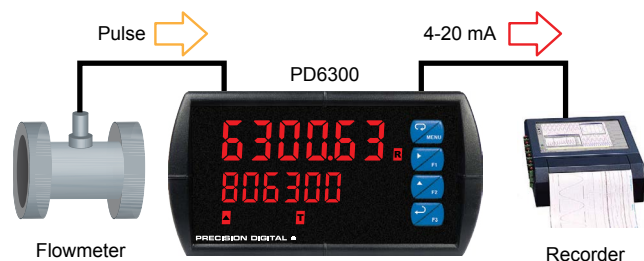 Pulse
4-20 mA
PD6300
6300.63
R
MENU
806300
F1
F2
T
F3
PRECISION DIGITAL
Flowmeter
Recorder